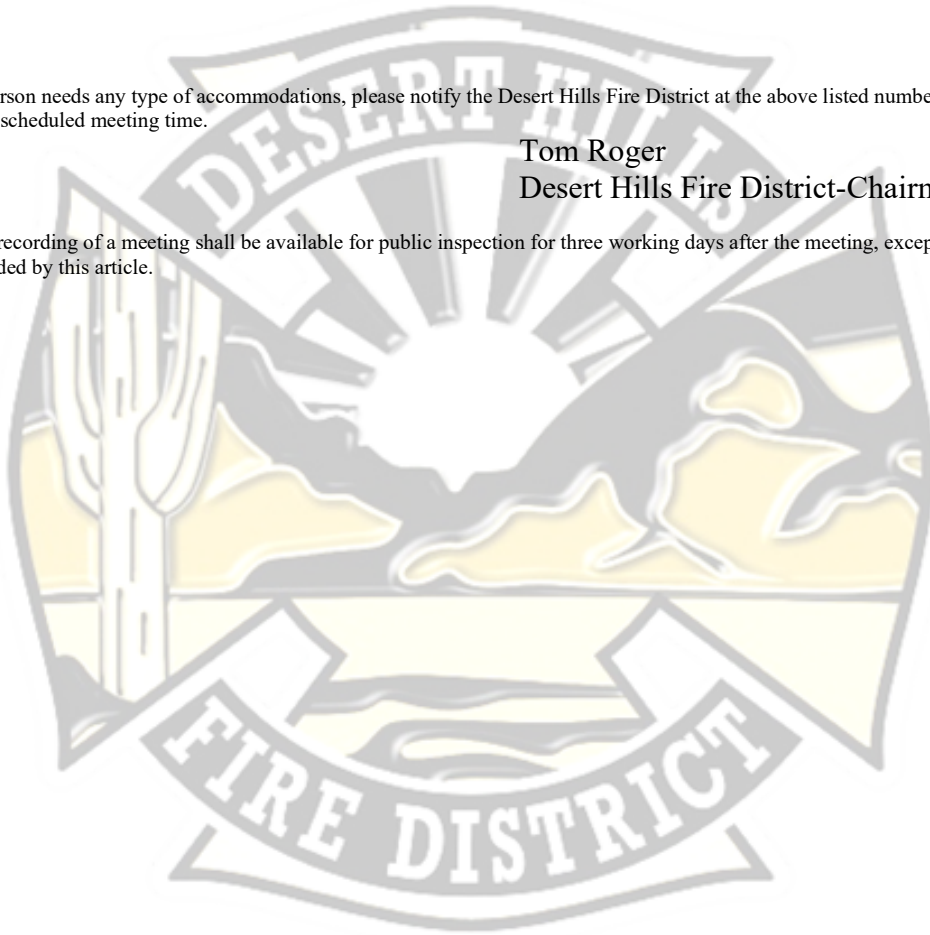 DESERT HILLS
rson needs any type of accommodations, please notify the Desert Hills Fire District at the above listed numbe
scheduled meeting time.
Tom Roger
Desert Hills Fire District-Chairm
recording of a meeting shall be available for public inspection for three working days after the meeting, excep
ded by this article.
FIRE DISTRICT